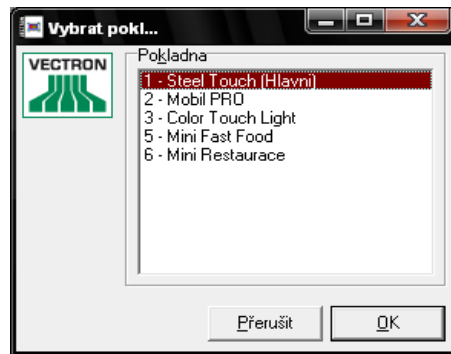 Vybrat pokl...
VECTRON
Pokladna
1 - Steel Touch (Hlavni)
2 - Mobil PRO
3 - Color Touch Light
5 - Mini Fast Food
6 - Mini Restaurace
Přerušit
OK